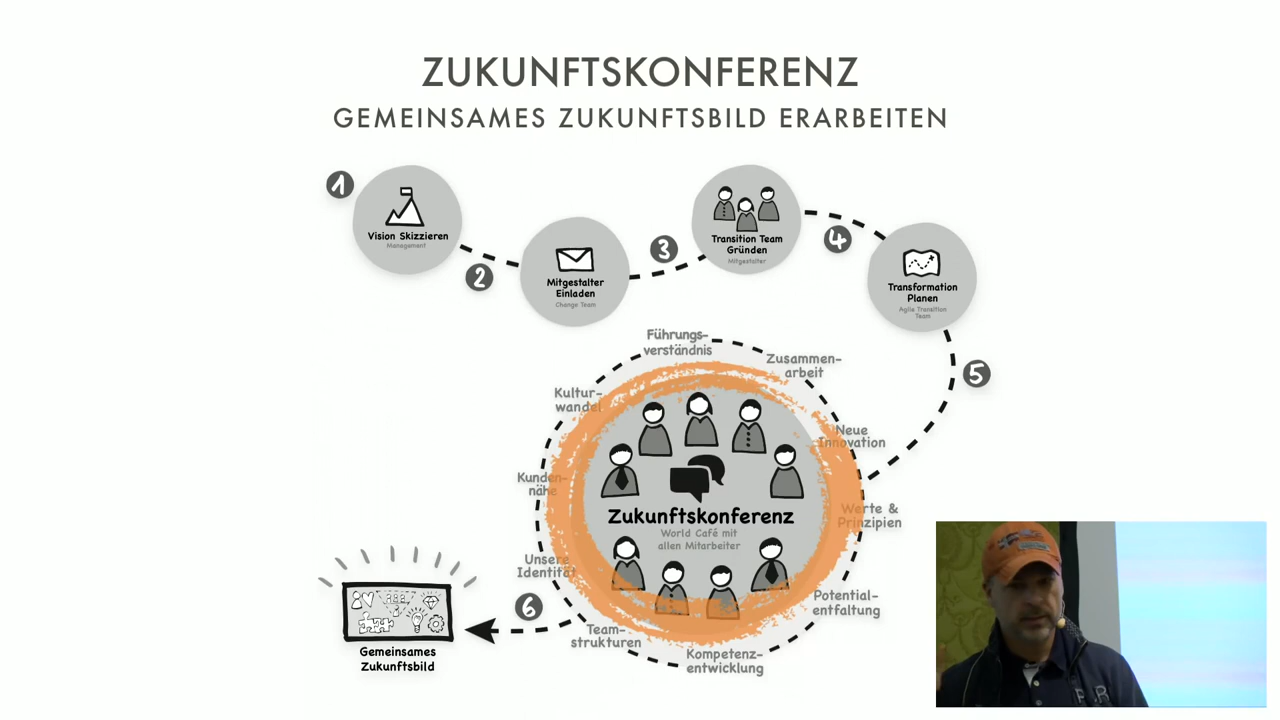 ZUKUNFTSKONFERENZ
GEMEINSAMES ZUKUNFTSBILD ERARBEITEN
1
Vision Skizzieren
Management
2
Mitgestalter
Einladen
Change Team
3
Transition Team
Gründen
Mitgestalter
4
Transformation
Planen
Agile Transition
Team
5
Führungs-
verständnis
Zusammen-
arbeit
Neue
Innovation
Werte &
Prinzipien
Potential-
entfaltung
Kompetenz-
entwicklung
Team-
strukturen
Unsere
Identität
Kunden-
nähe
Kultur-
wandel
Zukunftskonferenz
World Café mit
allen Mitarbeiter
6
Gemeinsames
Zukunftsbild